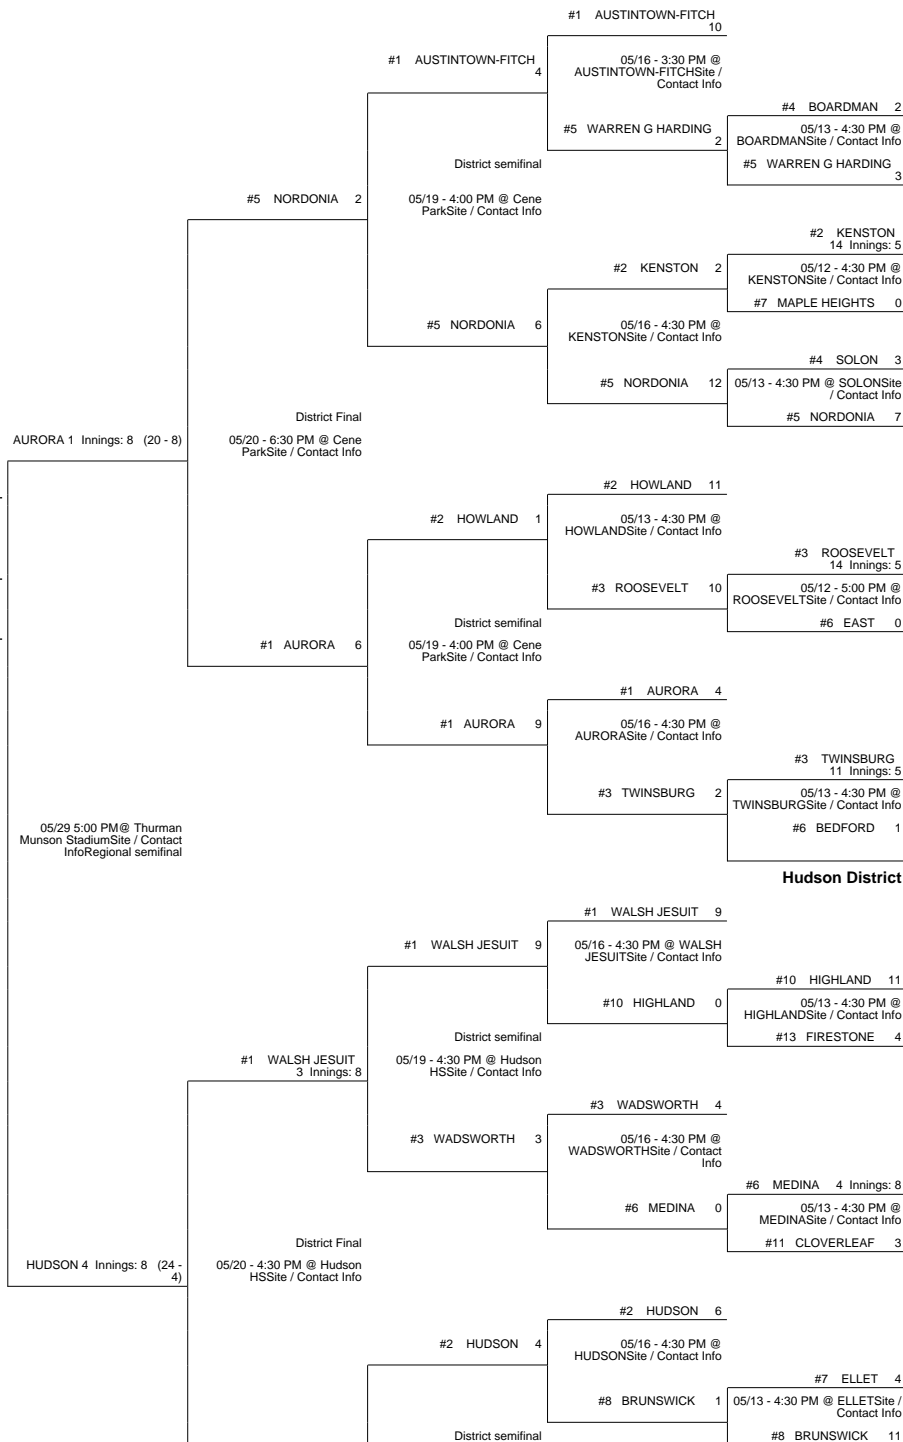 #1 AUSTINTOWN-FITCH
10
05/16 - 3:30 PM @
AUSTINTOWN-FITCHSite /
Contact Info
#1 AUSTINTOWN-FITCH
4
#5 WARREN G HARDING
2
#4 BOARDMAN 2
05/13 - 4:30 PM @
BOARDMANSite / Contact Info
#5 WARREN G HARDING
3
District semifinal
05/19 - 4:00 PM @ Cene
ParkSite / Contact Info
#5 NORDONIA 2
#2 KENSTON
14 Innings: 5
05/12 - 4:30 PM @
KENSTONSite / Contact Info
#7 MAPLE HEIGHTS 0
#2 KENSTON 2
05/16 - 4:30 PM @
KENSTONSite / Contact Info
#5 NORDONIA 6
#5 NORDONIA 12
#4 SOLON 3
05/13 - 4:30 PM @ SOLONSite
/ Contact Info
#5 NORDONIA 7
District Final
05/20 - 6:30 PM @ Cene
ParkSite / Contact Info
AURORA 1 Innings: 8 (20 - 8)
#2 HOWLAND 11
05/13 - 4:30 PM @
HOWLANDSite / Contact Info
#2 HOWLAND 1
#3 ROOSEVELT 10
#3 ROOSEVELT
14 Innings: 5
05/12 - 5:00 PM @
ROOSEVELTSite / Contact Info
#6 EAST 0
District semifinal
05/19 - 4:00 PM @ Cene
ParkSite / Contact Info
#1 AURORA 6
#1 AURORA 4
05/16 - 4:30 PM @
AURORASite / Contact Info
#1 AURORA 9
#3 TWINSBURG 2
#3 TWINSBURG
11 Innings: 5
05/13 - 4:30 PM @
TWINSBURGSite / Contact Info
#6 BEDFORD 1
05/29 5:00 PM@ Thurman
Munson StadiumSite / Contact
InfoRegional semifinal
Hudson District
#1 WALSH JESUIT 9
05/16 - 4:30 PM @ WALSH
JESUITSite / Contact Info
#1 WALSH JESUIT 9
#10 HIGHLAND 0
#10 HIGHLAND 11
05/13 - 4:30 PM @
HIGHLANDSite / Contact Info
#13 FIRESTONE 4
District semifinal
05/19 - 4:30 PM @ Hudson
HSSite / Contact Info
#1 WALSH JESUIT
3 Innings: 8
#3 WADSWORTH 4
05/16 - 4:30 PM @
WADSWORTHSite / Contact
Info
#3 WADSWORTH 3
#6 MEDINA 0
#6 MEDINA 4 Innings: 8
05/13 - 4:30 PM @
MEDINASite / Contact Info
#11 CLOVERLEAF 3
District Final
05/20 - 4:30 PM @ Hudson
HSSite / Contact Info
HUDSON 4 Innings: 8 (24 -
4)
#2 HUDSON 6
05/16 - 4:30 PM @
HUDSONSite / Contact Info
#2 HUDSON 4
#8 BRUNSWICK 1
#7 ELLET 4
05/13 - 4:30 PM @ ELLETSite /
Contact Info
#8 BRUNSWICK 11
District semifinal